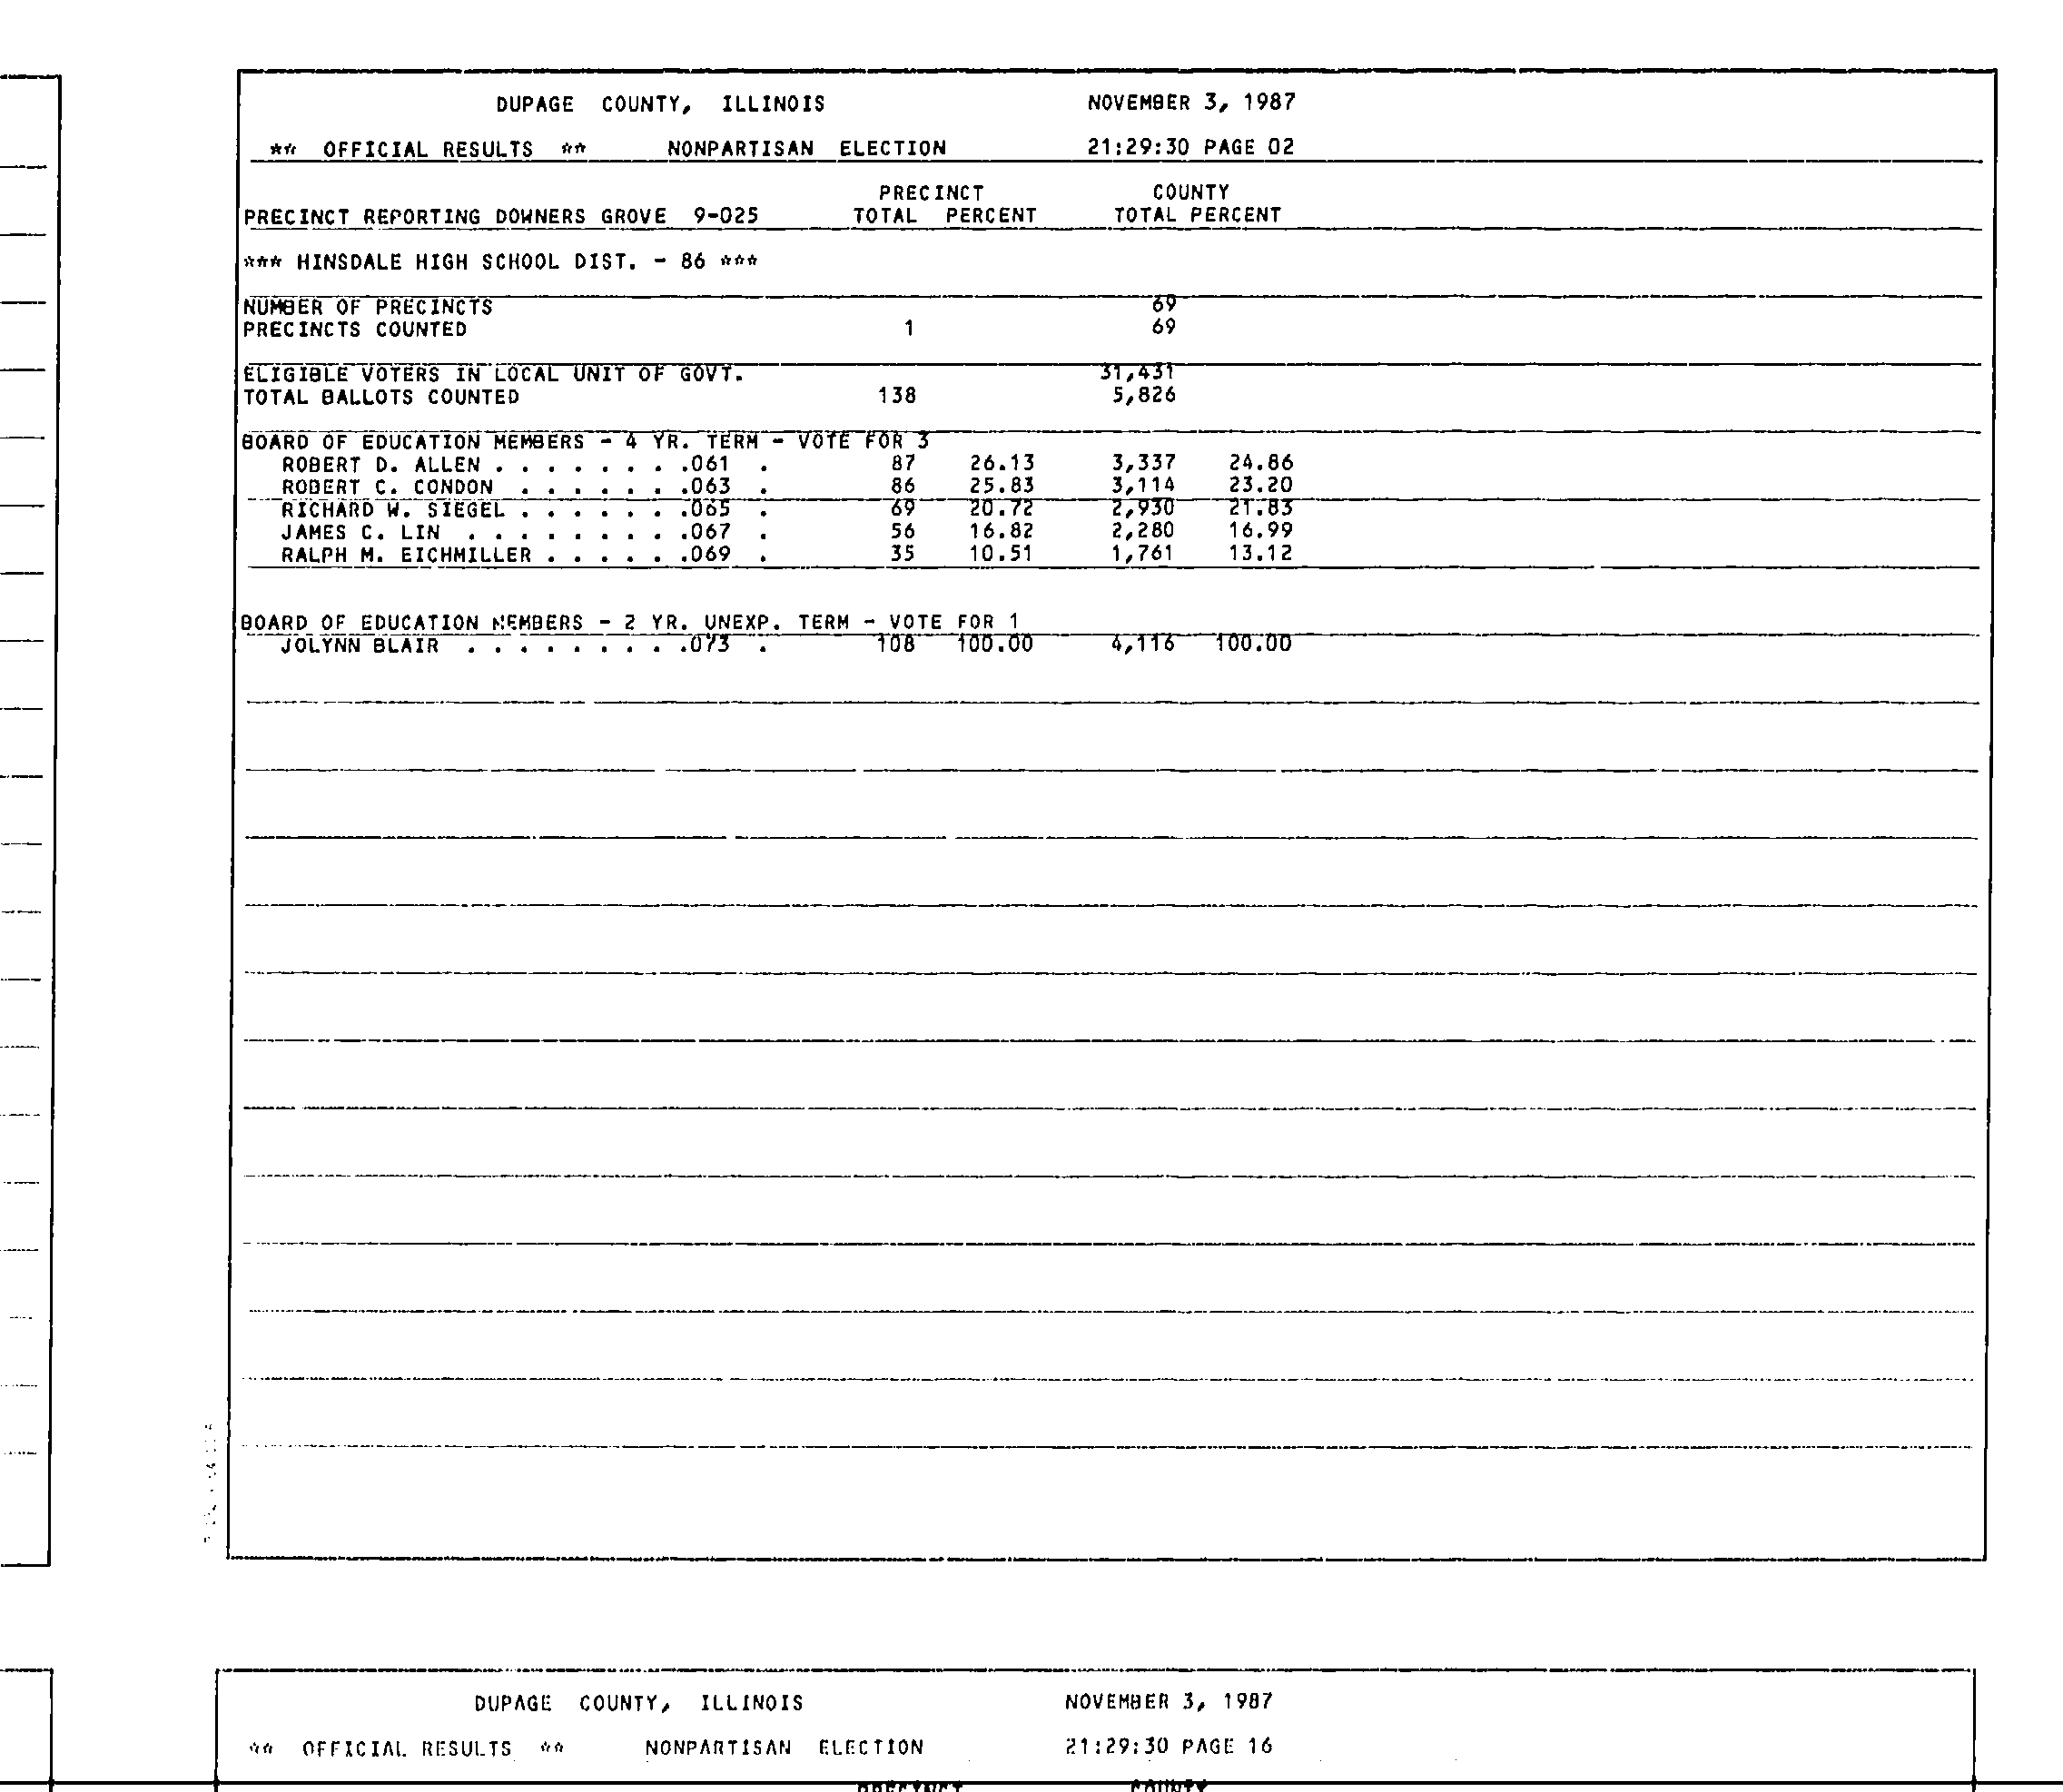 DUPAGE COUNTY, ILLINOIS NOVEMBER 3, 1987
** OFFICIAL RESULTS ** NONPARTISAN ELECTION 21:29:30 PAGE 02
PRECINCT COUNTY
PRECINCT REPORTING DOWNERS GROVE 9-025 TOTAL PERCENT TOTAL PERCENT
*** HINSDALE HIGH SCHOOL DIST. - 86 ***
NUMBER OF PRECINCTS 69
PRECINCTS COUNTED 1 69
ELIGIBLE VOTERS IN LOCAL UNIT OF GOVT. 31,431
TOTAL BALLOTS COUNTED 138 5,826
BOARD OF EDUCATION MEMBERS - 4 YR. TERM - VOTE FOR 3
ROBERT D. ALLEN . . . . . . . .061 . 87 26.13 3,337 24.86
ROBERT C. CONDON . . . . . . .063 . 86 25.83 3,114 23.20
RICHARD W. SIEGEL . . . . . . .065 . 69 20.72 2,930 21.83
JAMES C. LIN . . . . . . . . .067 . 56 16.82 2,280 16.99
RALPH M. EICHMILLER . . . . . .069 . 35 10.51 1,761 13.12
BOARD OF EDUCATION MEMBERS - 2 YR. UNEXP. TERM - VOTE FOR 1
JOLYNN BLAIR . . . . . . . . .073 . 108 100.00 4,116 100.00
DUPAGE COUNTY, ILLINOIS NOVEMBER 3, 1987
** OFFICIAL RESULTS ** NONPARTISAN ELECTION 21:29:30 PAGE 16
PRECINCT COUNTY